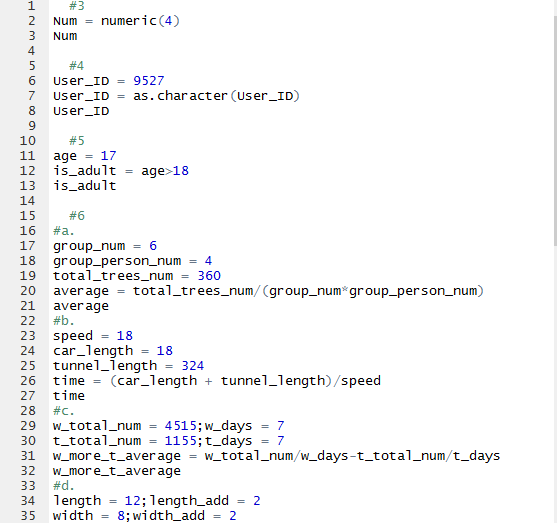 1 #3
2 Num = numeric(4)
3 Num
4
5 #4
6 User_ID = 9527
7 User_ID = as.character(User_ID)
8 User_ID
9
10 #5
11 age = 17
12 is_adult = age>18
13 is_adult
14
15 #6
16 #a.
17 group_num = 6
18 group_person_num = 4
19 total_trees_num = 360
20 average = total_trees_num/(group_num*group_person_num)
21 average
22 #b.
23 speed = 18
24 car_length = 18
25 tunnel_length = 324
26 time = (car_length + tunnel_length)/speed
27 time
28 #c.
29 w_total_num = 4515;w_days = 7
30 t_total_num = 1155;t_days = 7
31 w_more_t_average = w_total_num/w_days-t_total_num/t_days
32 w_more_t_average
33 #d.
34 length = 12;length_add = 2
35 width = 8;width_add = 2